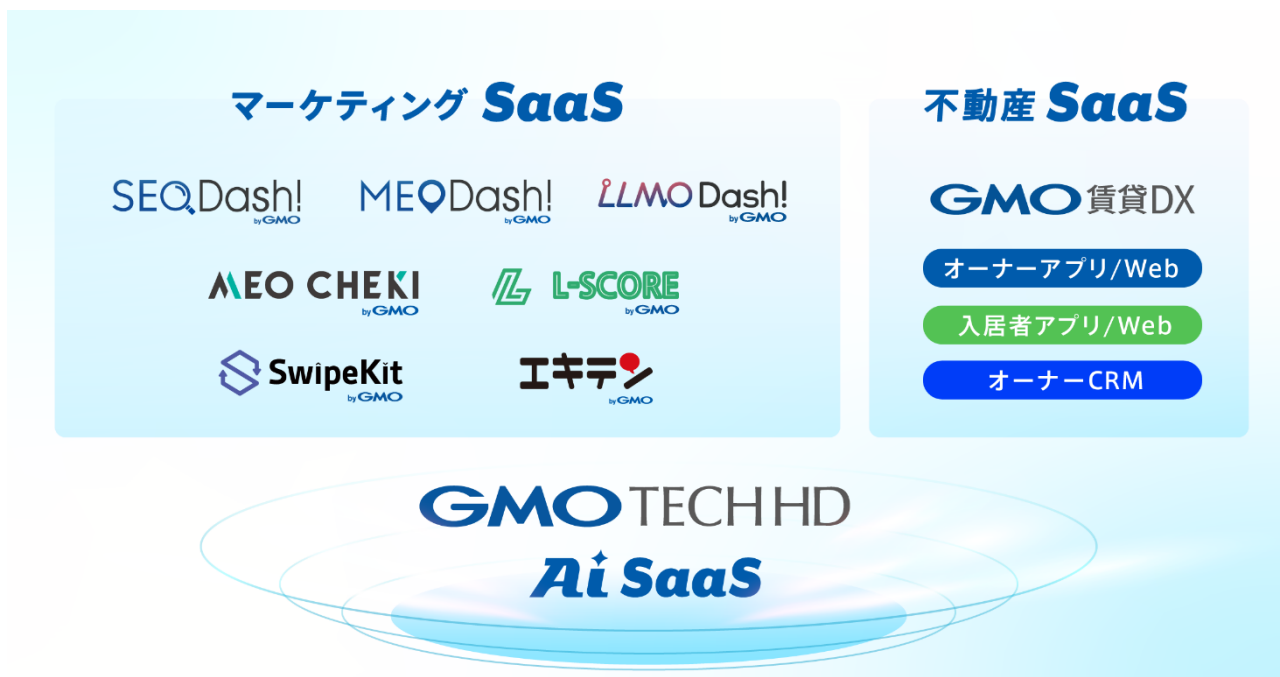 マーケティング SaaS
SEO Dash!
by GMO
MEO Dash!
by GMO
LLMO Dash!
by GMO
MEO CHEKI
by GMO
L-SCORE
by GMO
SwipeKit
by GMO
エキテン
by GMO
不動産 SaaS
GMO 賃貸DX
オーナーアプリ/Web
入居者アプリ/Web
オーナーCRM
GMO TECH HD
Ai SaaS